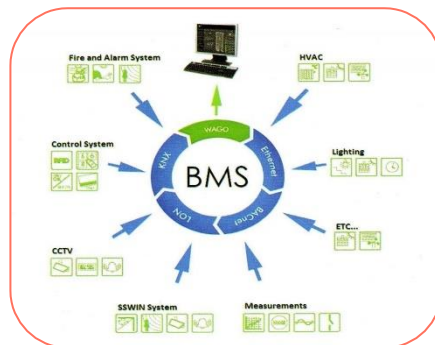 Fire and Alarm System
HVAC
WAGO
KNX
Ethernet
Control System
RFID
Lighting
BMS
LON
BACnet
ETC...
CCTV
SSWIN System
Measurements